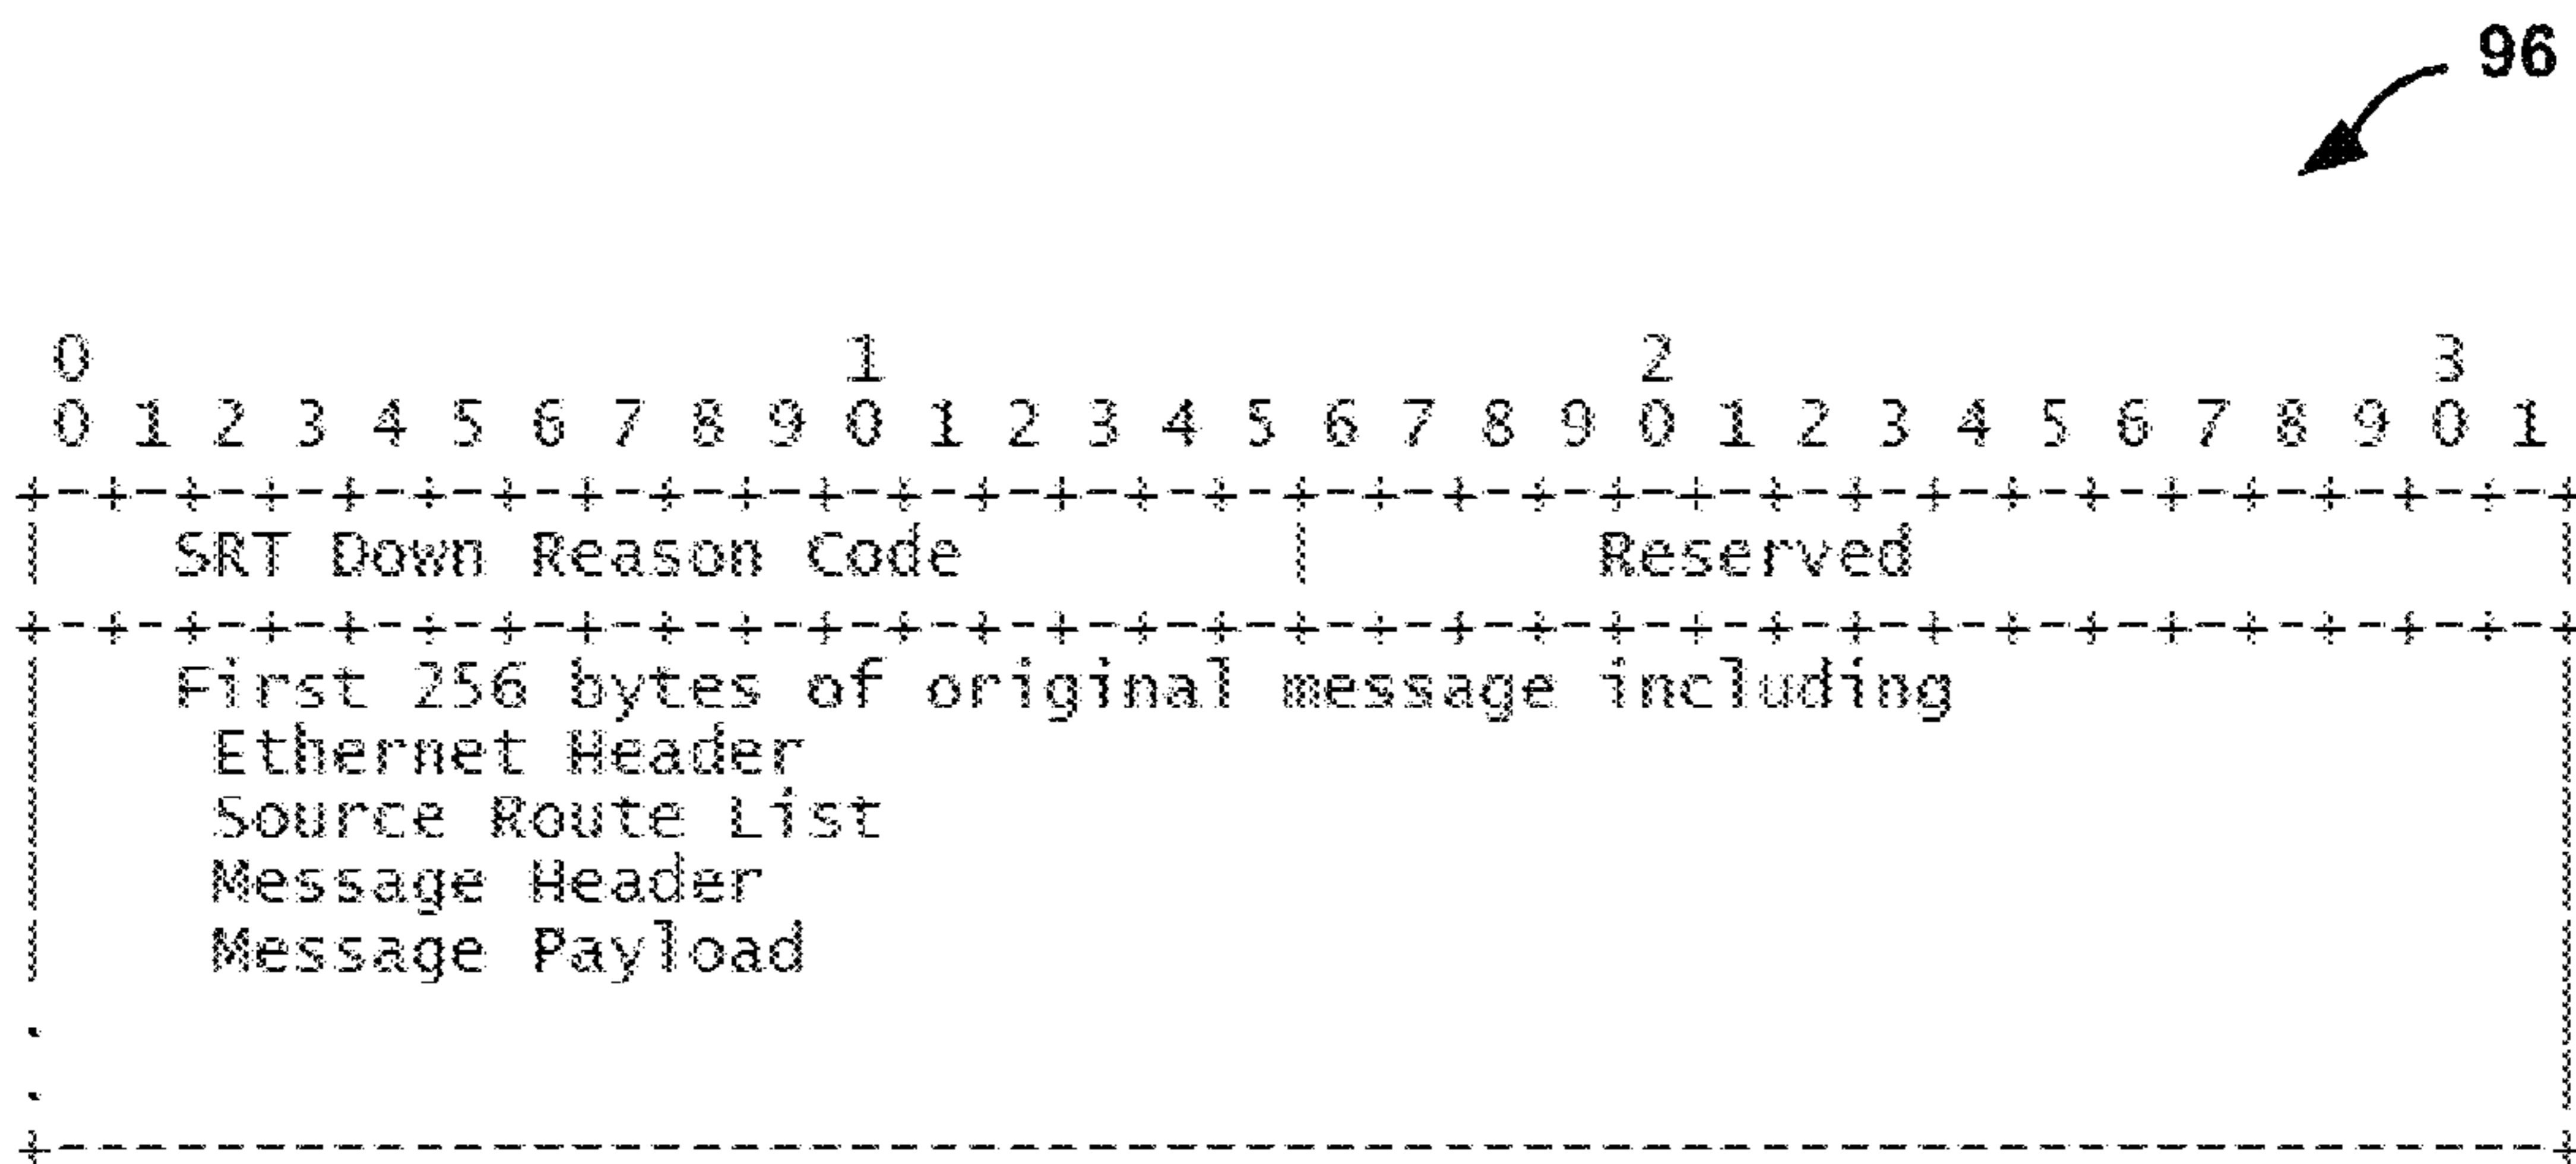 96
0                   1                   2                   3
0 1 2 3 4 5 6 7 8 9 0 1 2 3 4 5 6 7 8 9 0 1 2 3 4 5 6 7 8 9 0 1
+-+-+-+-+-+-+-+-+-+-+-+-+-+-+-+-+-+-+-+-+-+-+-+-+-+-+-+-+-+-+-+-+
|   SRT Down Reason Code        |       Reserved                |
+-+-+-+-+-+-+-+-+-+-+-+-+-+-+-+-+-+-+-+-+-+-+-+-+-+-+-+-+-+-+-+-+
|   First 256 bytes of original message including               |
|    Ethernet Header                                            |
|    Source Route List                                          |
|    Message Header                                             |
|    Message Payload                                            |
.                                                               |
.                                                               |
+---------------------------------------------------------------+